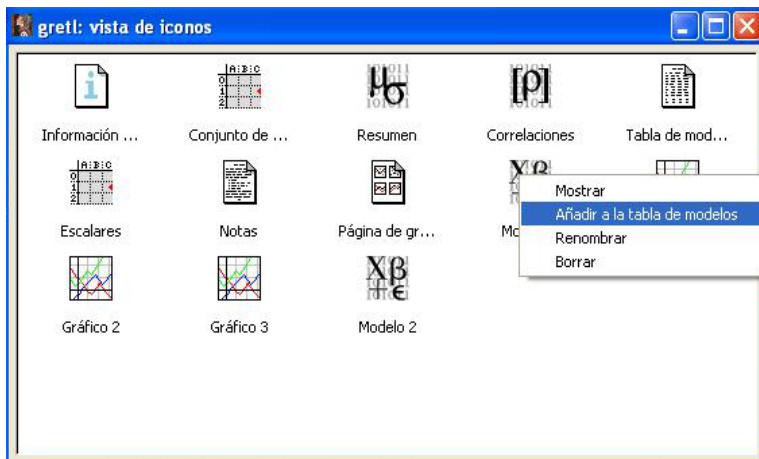 gretl: vista de iconos
Información ...
Conjunto de ...
Resumen
Correlaciones
Tabla de mod...
Escalares
Notas
Página de gr...
Mo
Mostrar
Añadir a la tabla de modelos
Renombrar
Borrar
Gráfico 2
Gráfico 3
Modelo 2